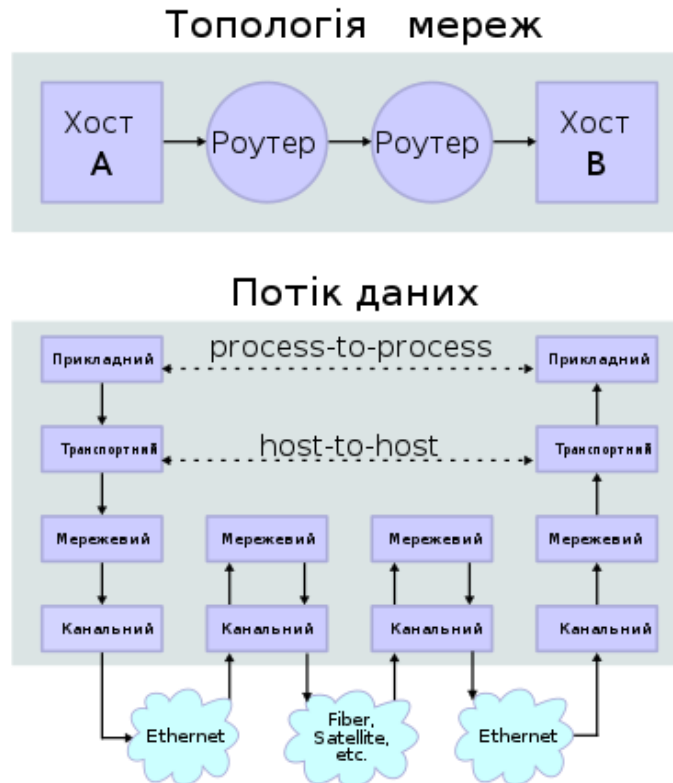 Топологія мереж
Хост
A
Роутер
Роутер
Хост
B
Потік даних
Прикладний
process-to-process
Прикладний
Транспортний
host-to-host
Транспортний
Мережевий
Мережевий
Мережевий
Мережевий
Канальний
Канальний
Канальний
Канальний
Ethernet
Fiber,
Satellite,
etc.
Ethernet